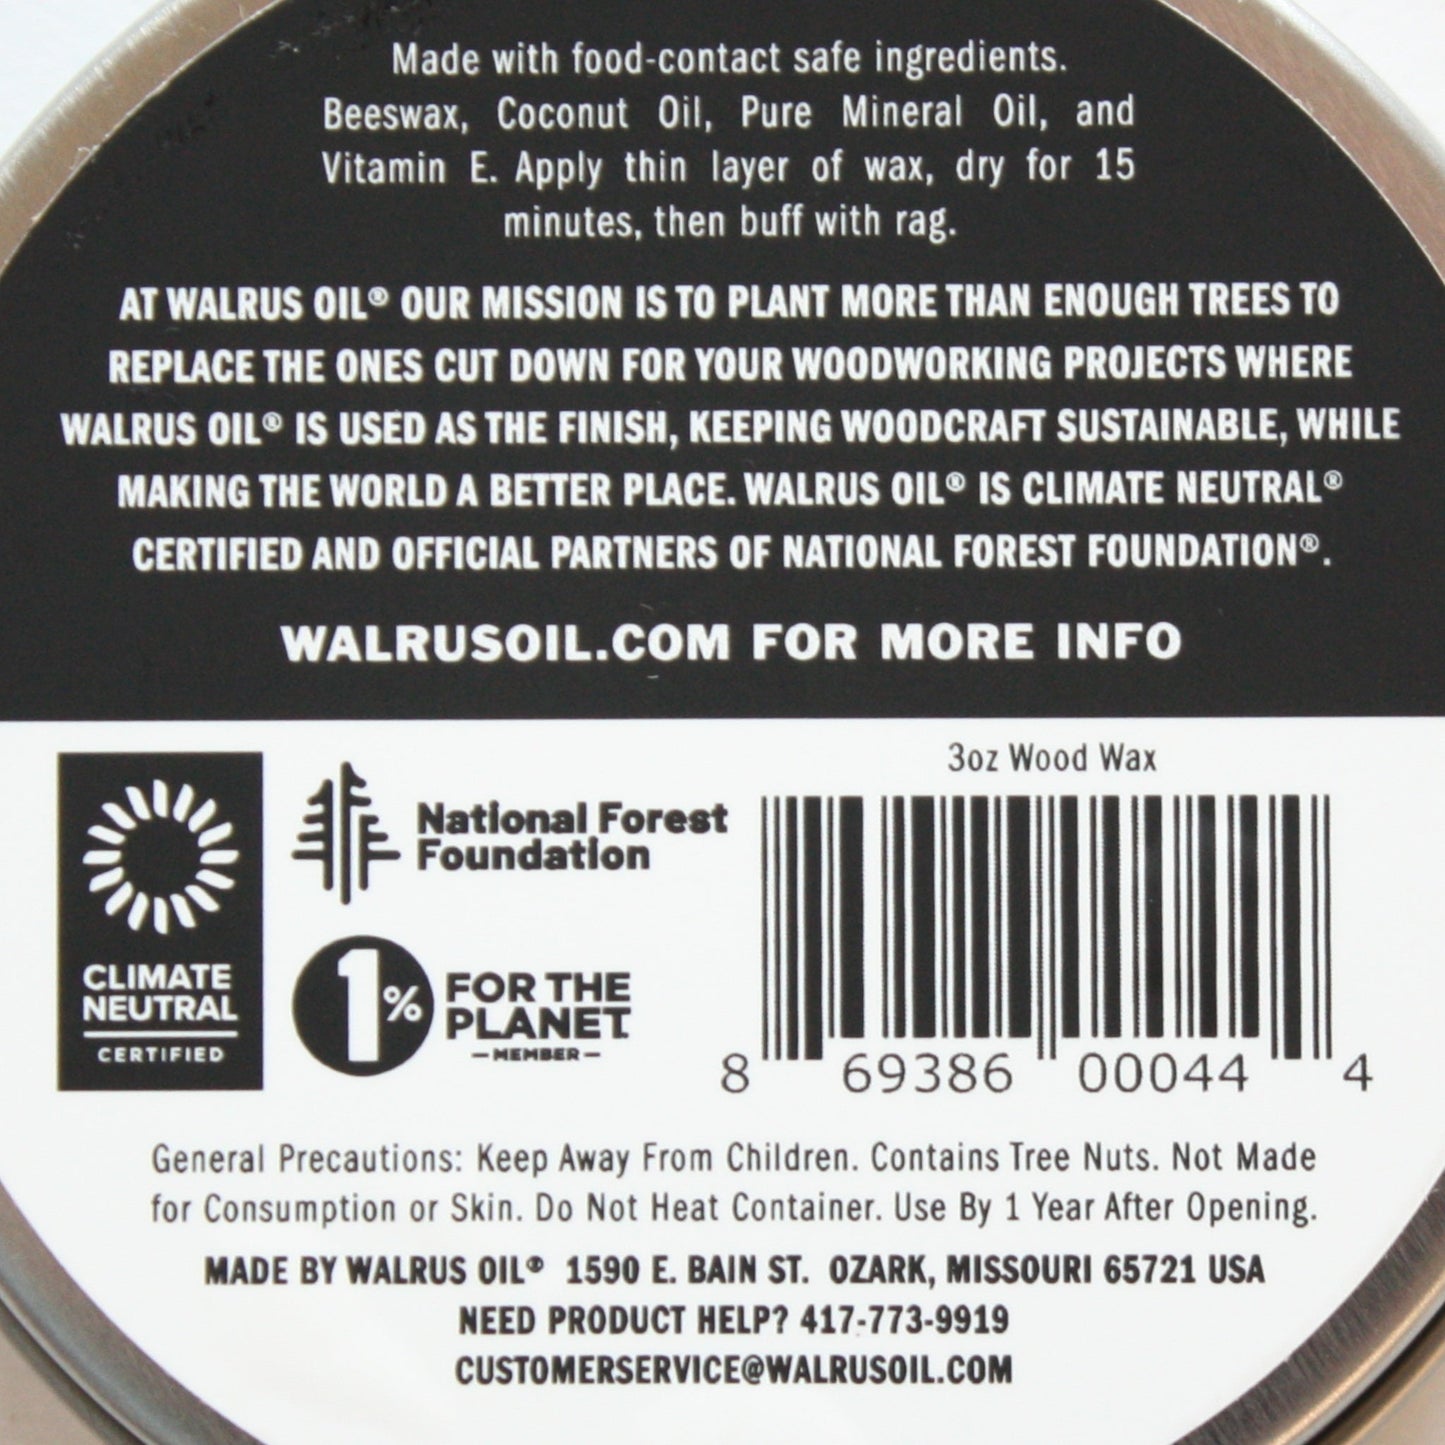 Made with food-contact safe ingredients.
Beeswax, Coconut Oil, Pure Mineral Oil, and
Vitamin E. Apply thin layer of wax, dry for 15
minutes, then buff with rag.
AT WALRUS OIL® OUR MISSION IS TO PLANT MORE THAN ENOUGH TREES TO
REPLACE THE ONES CUT DOWN FOR YOUR WOODWORKING PROJECTS WHERE
WALRUS OIL® IS USED AS THE FINISH, KEEPING WOODCRAFT SUSTAINABLE, WHILE
MAKING THE WORLD A BETTER PLACE. WALRUS OIL® IS CLIMATE NEUTRAL®
CERTIFIED AND OFFICIAL PARTNERS OF NATIONAL FOREST FOUNDATION®.
WALRUSOIL.COM FOR MORE INFO
CLIMATE
NEUTRAL
CERTIFIED
National Forest
Foundation
1% FOR THE
PLANET
MEMBER
3oz Wood Wax
8 69386 00044 4
General Precautions: Keep Away From Children. Contains Tree Nuts. Not Made
for Consumption or Skin. Do Not Heat Container. Use By 1 Year After Opening.
MADE BY WALRUS OIL® 1590 E. BAIN ST. OZARK, MISSOURI 65721 USA
NEED PRODUCT HELP? 417-773-9919
CUSTOMERSERVICE@WALRUSOIL.COM